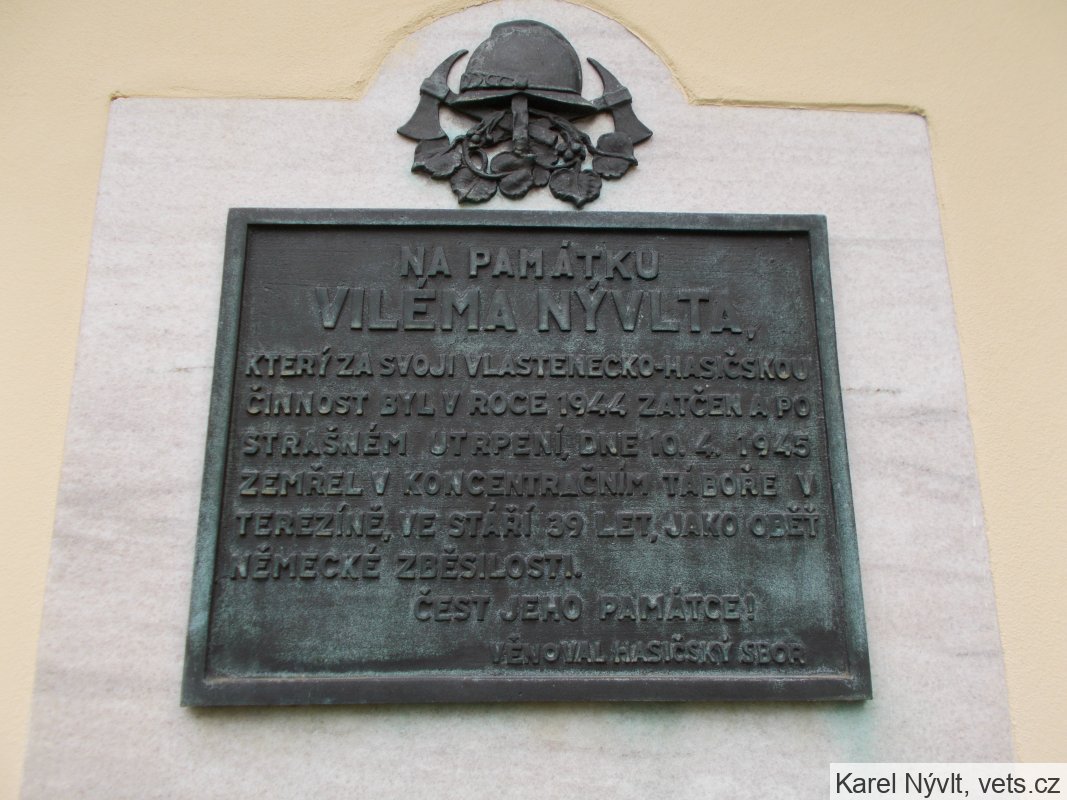 NA PAMÁTKU
VILÉMA NÝVLTA,
KTERÝ ZA SVOJI VLASTENECKO-HASIČSKOU
ČINNOST BYL V ROCE 1944 ZATČEN A PO
STRAŠNÉM UTRPENÍ, DNE 10. 4. 1945
ZEMŘEL V KONCENTRAČNÍM TÁBOŘE V
TEREZÍNĚ, VE STÁŘÍ 39 LET, JAKO OBĚŤ
NĚMECKÉ ZBĚSILOSTI.
ČEST JEHO PAMÁTCE!
VĚNOVAL HASIČSKÝ SBOR
Karel Nývlt, vets.cz